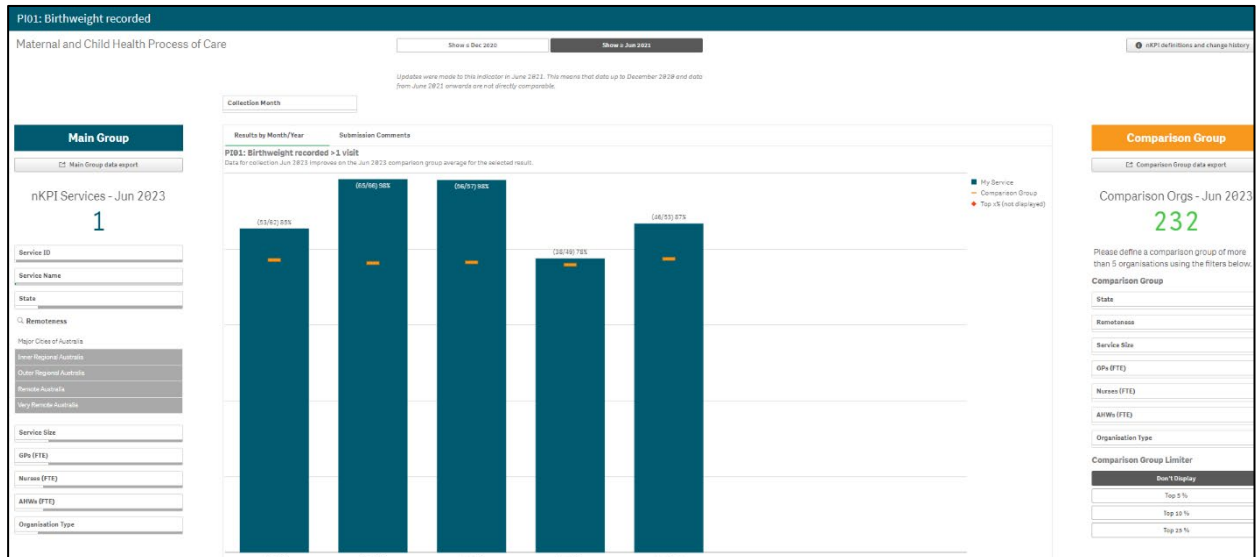 PI01: Birthweight recorded
Maternal and Child Health Process of Care
Show ≤ Dec 2020
Show ≥ Jun 2021
nKPI definitions and change history
Updates were made to this indicator in June 2021. This means that data up to December 2020 and data
from June 2021 onwards are not directly comparable.
Collection Month
Main Group
Main Group data export
nKPI Services - Jun 2023
1
Service ID
Service Name
State
Remoteness
Major Cities of Australia
Inner Regional Australia
Outer Regional Australia
Remote Australia
Very Remote Australia
Service Size
GPs (FTE)
Nurses (FTE)
AHWs (FTE)
Organisation Type
Results by Month/Year
Submission Comments
PI01: Birthweight recorded >1 visit
Data for collection Jun 2023 improves on the Jun 2023 comparison group average for the selected result.
(53/62) 85%
(65/66) 98%
(56/57) 98%
(38/49) 78%
(46/53) 87%
My Service
Comparison Group
Top x% (not displayed)
Comparison Group
Comparison Group data export
Comparison Orgs - Jun 2023
232
Please define a comparison group of more
than 5 organisations using the filters below.
Comparison Group
State
Remoteness
Service Size
GPs (FTE)
Nurses (FTE)
AHWs (FTE)
Organisation Type
Comparison Group Limiter
Don't Display
Top 5 %
Top 10 %
Top 25 %